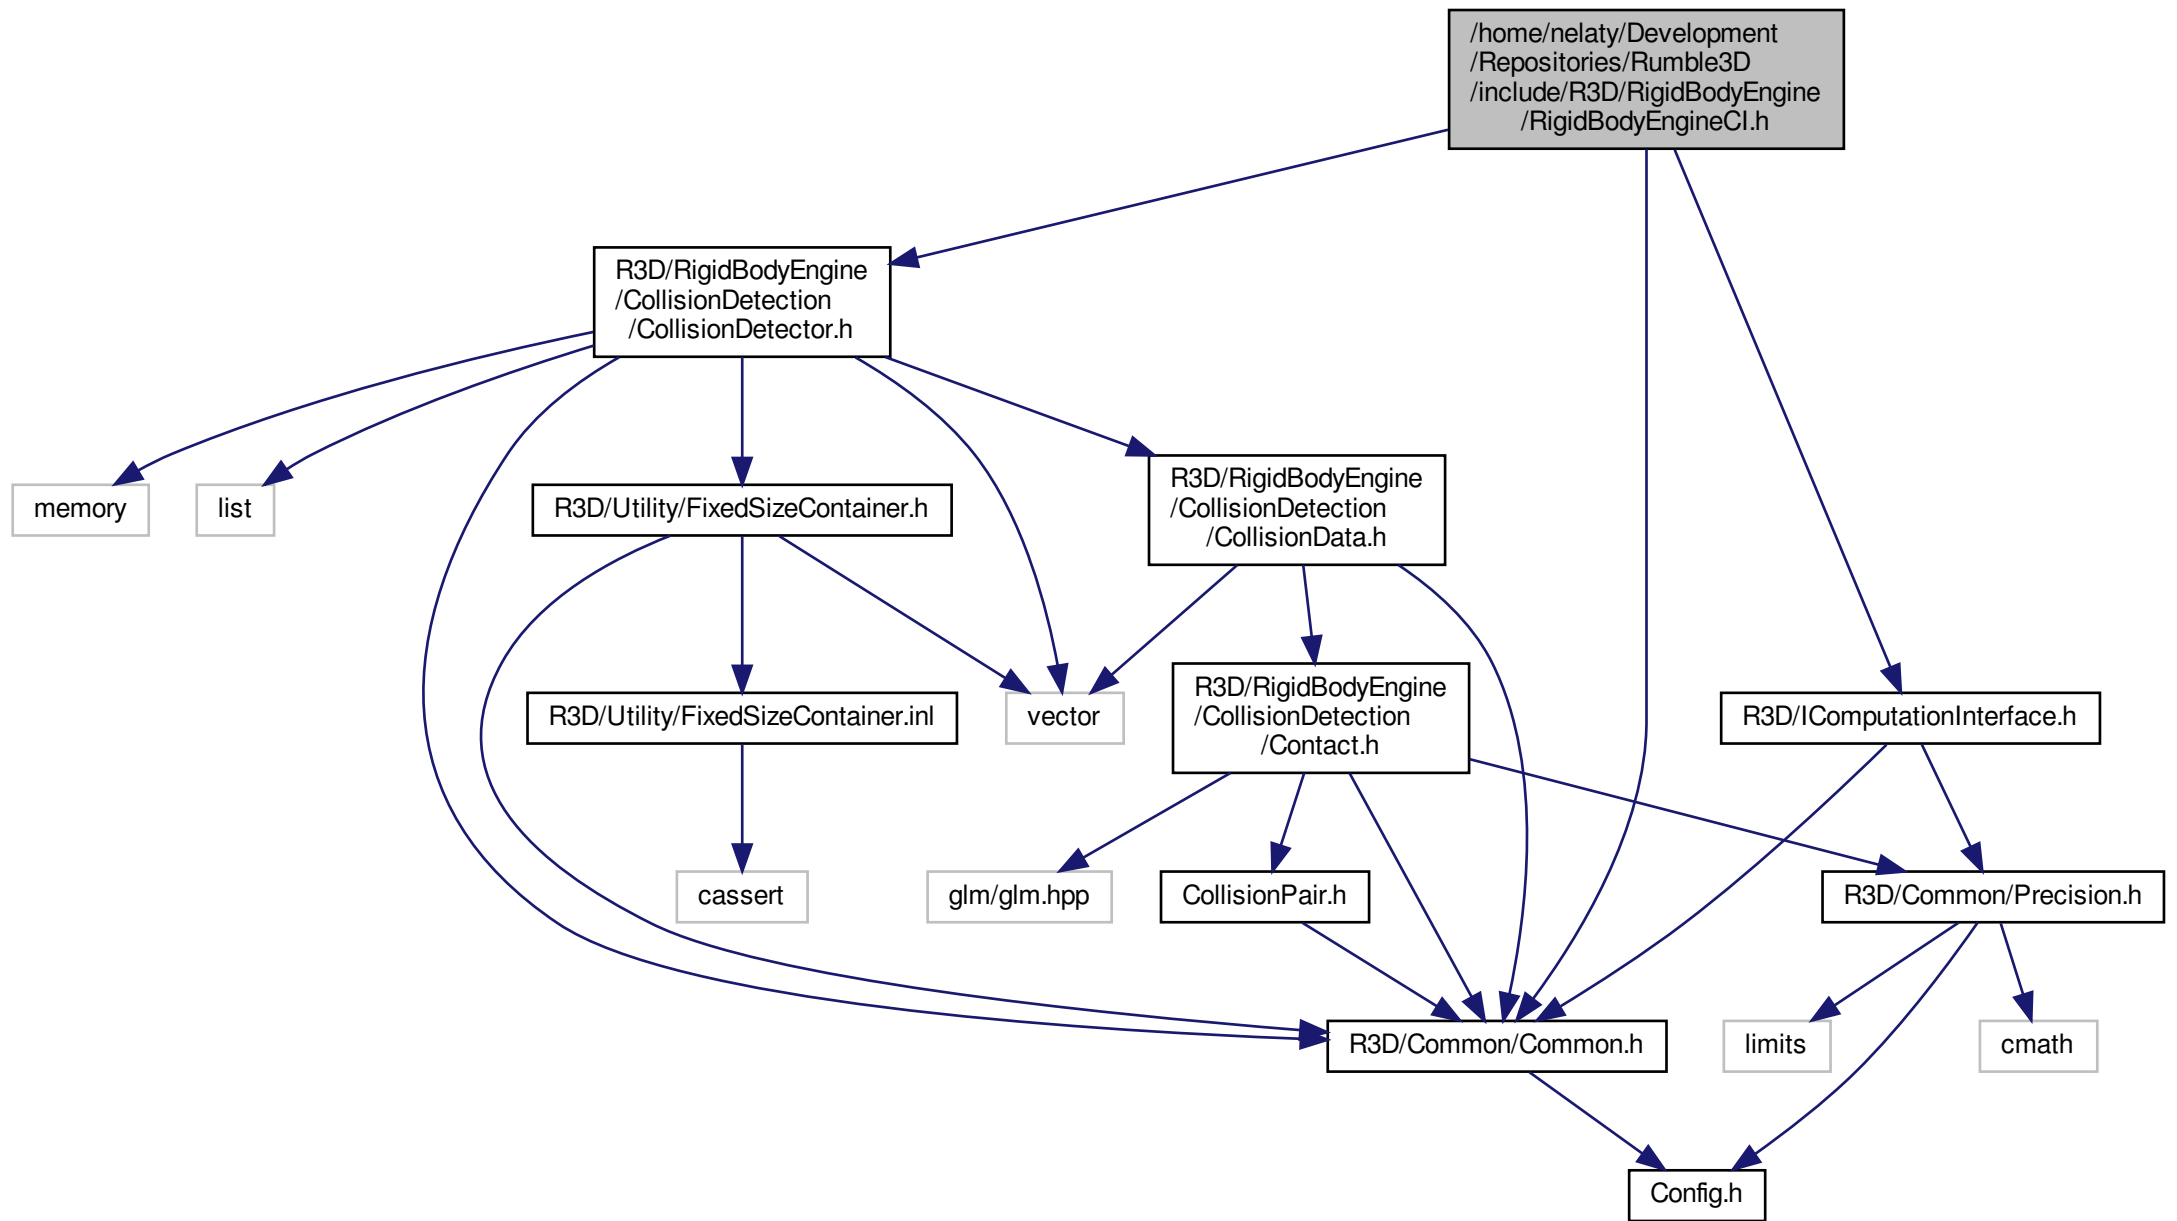 /home/nelaty/Development
/Repositories/Rumble3D
/include/R3D/RigidBodyEngine
/RigidBodyEngineCI.h
R3D/RigidBodyEngine
/CollisionDetection
/CollisionDetector.h
memory
list
R3D/Utility/FixedSizeContainer.h
R3D/RigidBodyEngine
/CollisionDetection
/CollisionData.h
R3D/Utility/FixedSizeContainer.inl
vector
R3D/RigidBodyEngine
/CollisionDetection
/Contact.h
R3D/IComputationInterface.h
cassert
glm/glm.hpp
CollisionPair.h
R3D/Common/Precision.h
R3D/Common/Common.h
limits
cmath
Config.h